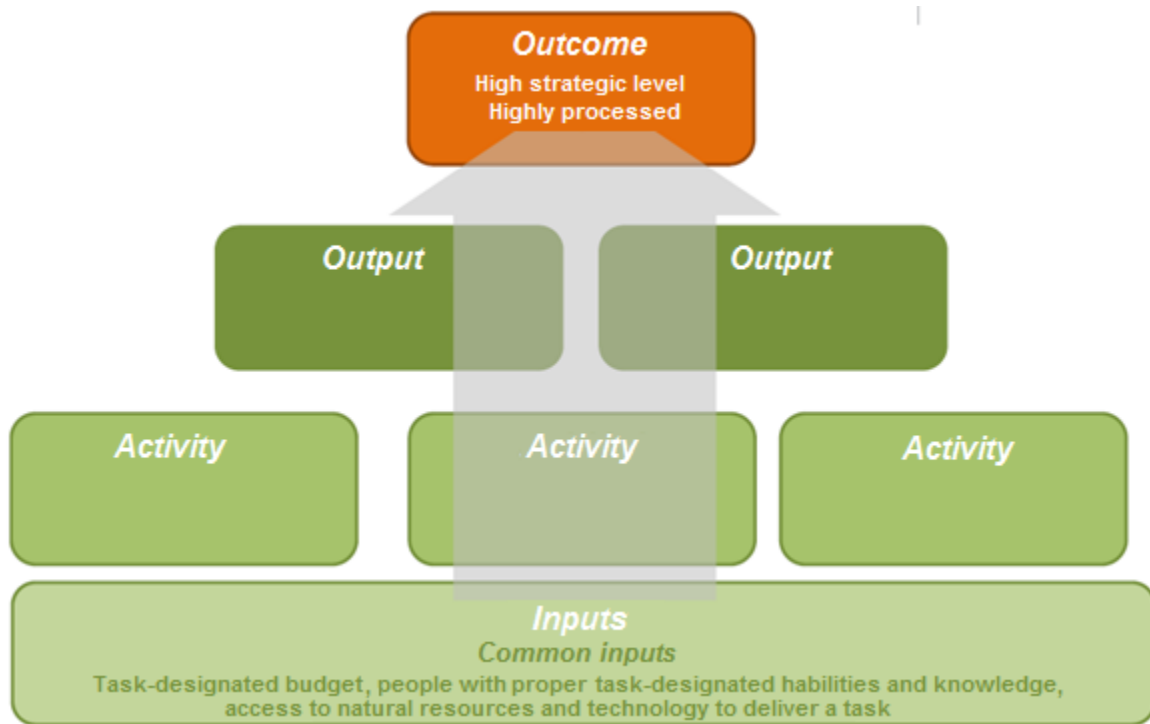 Outcome
High strategic level
Highly processed
Output
Output
Activity
Activity
Activity
Inputs
Common inputs
Task-designated budget, people with proper task-designated habilities and knowledge,
access to natural resources and technology to deliver a task